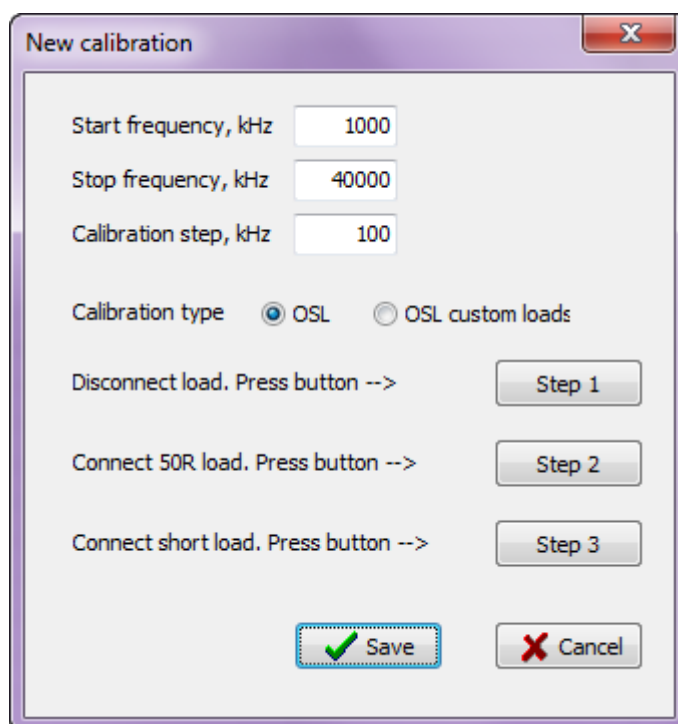 New calibration
Start frequency, kHz 1000
Stop frequency, kHz 40000
Calibration step, kHz 100
Calibration type OSL OSL custom loads
Disconnect load. Press button --> Step 1
Connect 50R load. Press button --> Step 2
Connect short load. Press button --> Step 3
Save Cancel